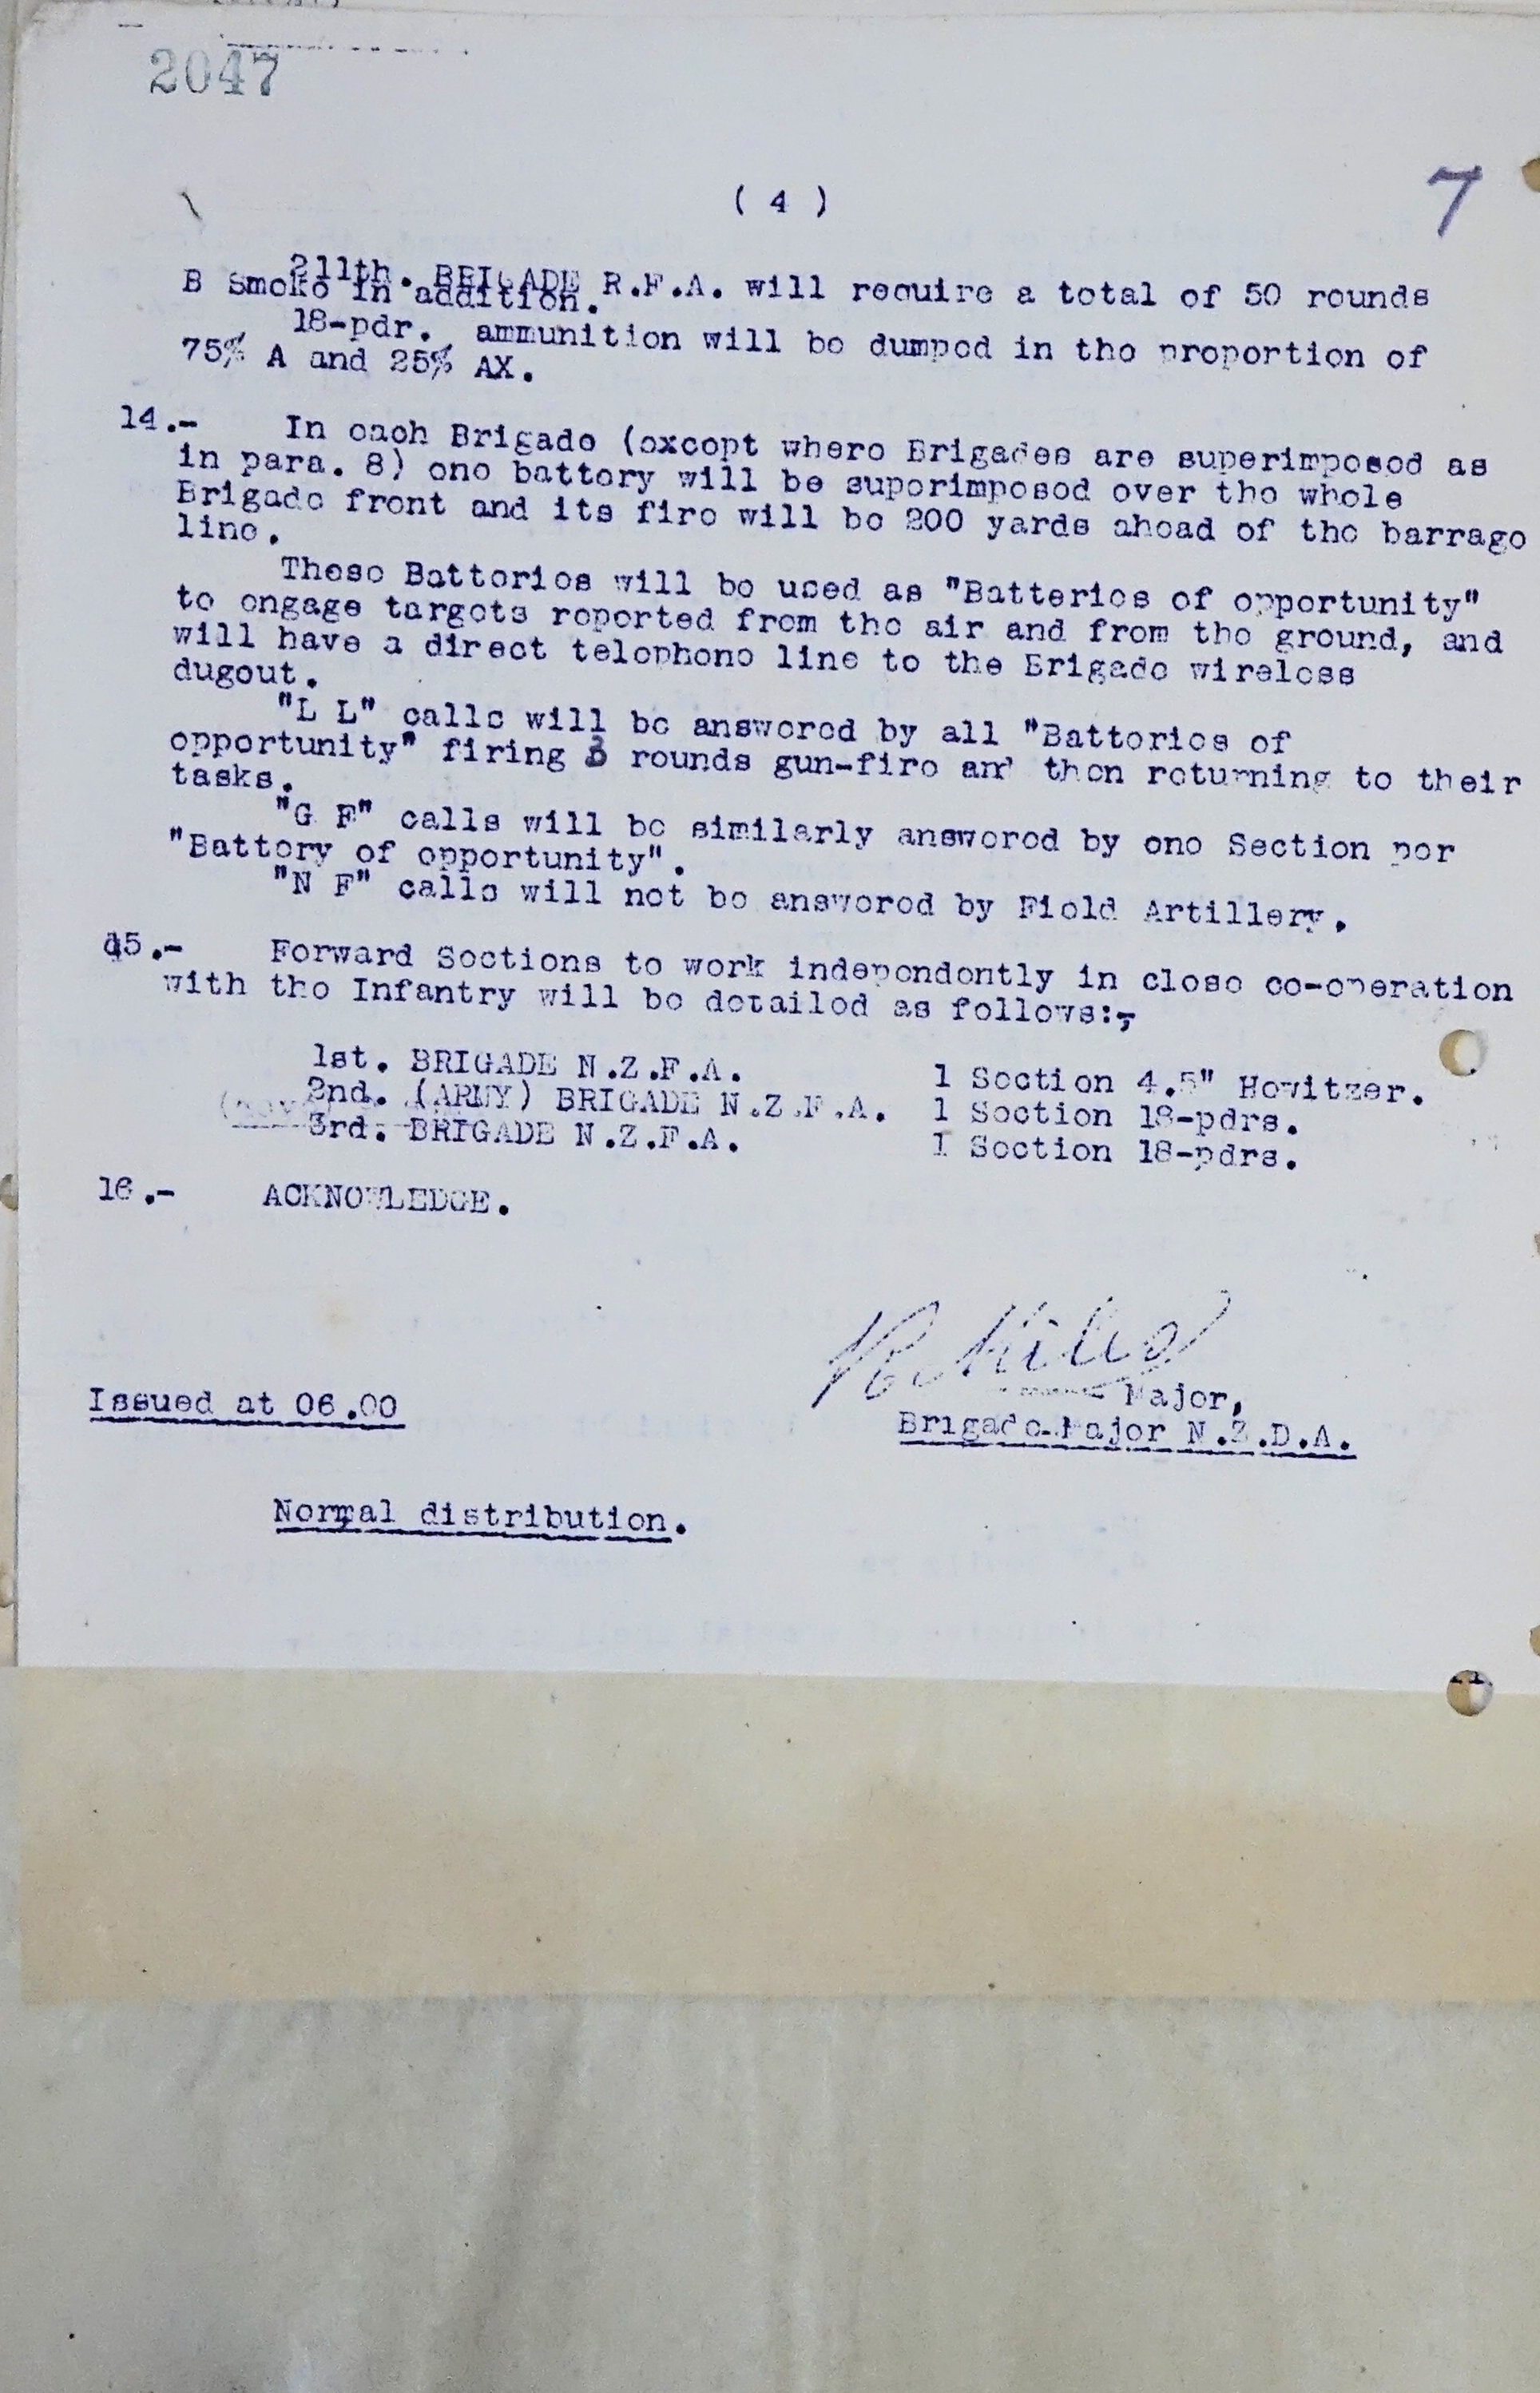 2047
7
( 4 )
211th. BRIGADE R.F.A. will require a total of 50 rounds
B Smoke in addition.
18-pdr. ammunition will be dumped in the proportion of
75% A and 25% AX.
14.- In each Brigade (except where Brigades are superimposed as
in para. 8) one battery will be superimposed over the whole
Brigade front and its fire will be 200 yards ahead of the barrage
line.
These Batteries will be used as "Batteries of opportunity"
to engage targets reported from the air and from the ground, and
will have a direct telephone line to the Brigade wireless
dugout.
"L L" calls will be answered by all "Batteries of
opportunity" firing 3 rounds gun-fire and then returning to their
tasks.
"G F" calls will be similarly answered by one Section per
"Battery of opportunity".
"N F" calls will not be answered by Field Artillery.
15.- Forward Sections to work independently in close co-operation
with the Infantry will be detailed as follows:-
1st. BRIGADE N.Z.F.A. 1 Section 4.5" Howitzer.
2nd. (ARMY) BRIGADE N.Z.F.A. 1 Section 18-pdrs.
3rd. BRIGADE N.Z.F.A. 1 Section 18-pdrs.
16.- ACKNOWLEDGE.
Major,
Issued at 06.00
Brigade-Major N.Z.D.A.
Normal distribution.